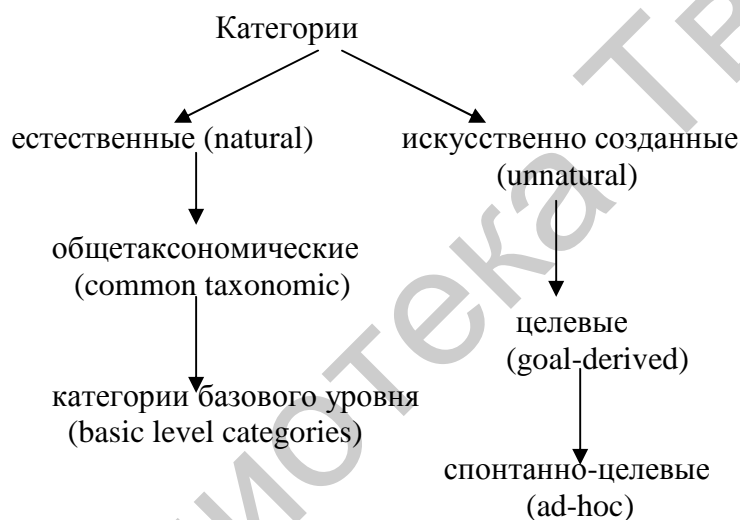 Категории
естественные (natural)
искусственно созданные
(unnatural)
общетаксономические
(common taxonomic)
целевые
(goal-derived)
категории базового уровня
(basic level categories)
спонтанно-целевые
(ad-hoc)